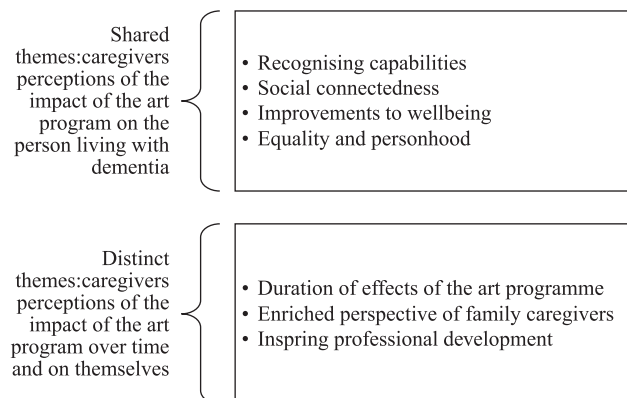 Shared
themes:caregivers
perceptions of the
impact of the art
program on the
person living with
dementia
• Recognising capabilities
• Social connectedness
• Improvements to wellbeing
• Equality and personhood
Distinct
themes:caregivers
perceptions of the
impact of the art
program over time
and on themselves
• Duration of effects of the art programme
• Enriched perspective of family caregivers
• Inspring professional development